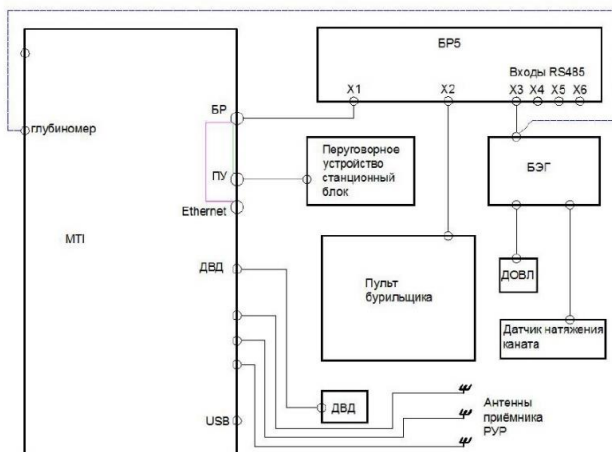 БР5
Входы RS485
X1
X2
X3
X4
X5
X6
БР
глубиномер
Перуговорное
устройство
станционный
блок
БЭГ
ПУ
Ethernet
MTI
ДВД
Пульт
бурильщика
ДОВЛ
Датчик натяжения
каната
ДВД
Антенны
приёмника
РУР
USB